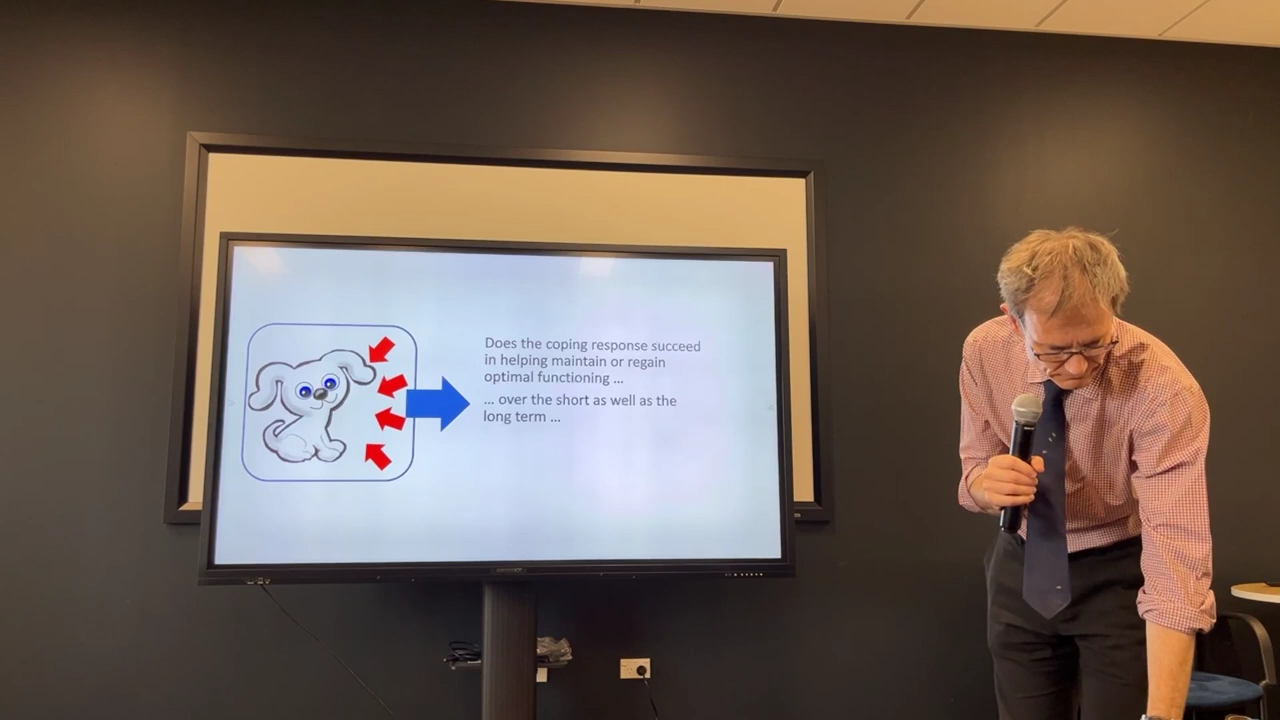 Does the coping response succeed
in helping maintain or regain
optimal functioning ...
... over the short as well as the
long term ...